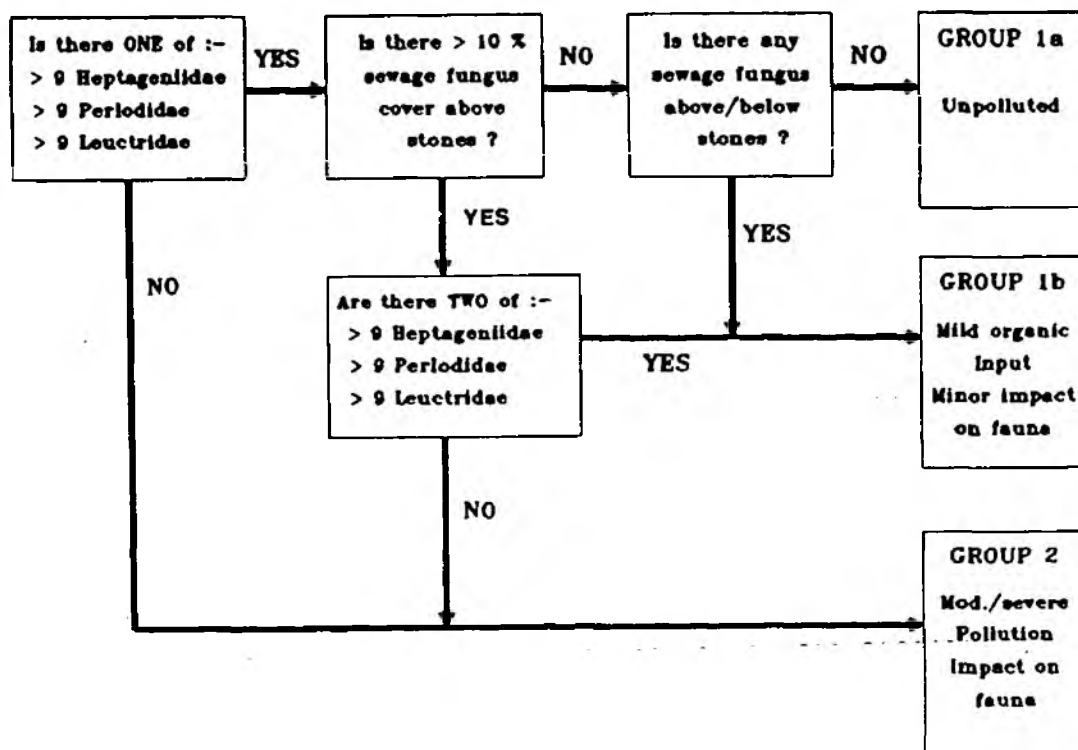 Is there ONE of :-
> 9 Heptageniidae
> 9 Perlodidae
> 9 Leuctridae
YES
Is there > 10 %
sewage fungus
cover above
stones ?
NO
Is there any
sewage fungus
above/below
stones ?
NO
GROUP 1a
Unpolluted
YES
YES
NO
Are there TWO of :-
> 9 Heptageniidae
> 9 Perlodidae
> 9 Leuctridae
YES
GROUP 1b
Mild organic
Input
Minor impact
on fauna
NO
GROUP 2
Mod./severe
Pollution
Impact on
fauna